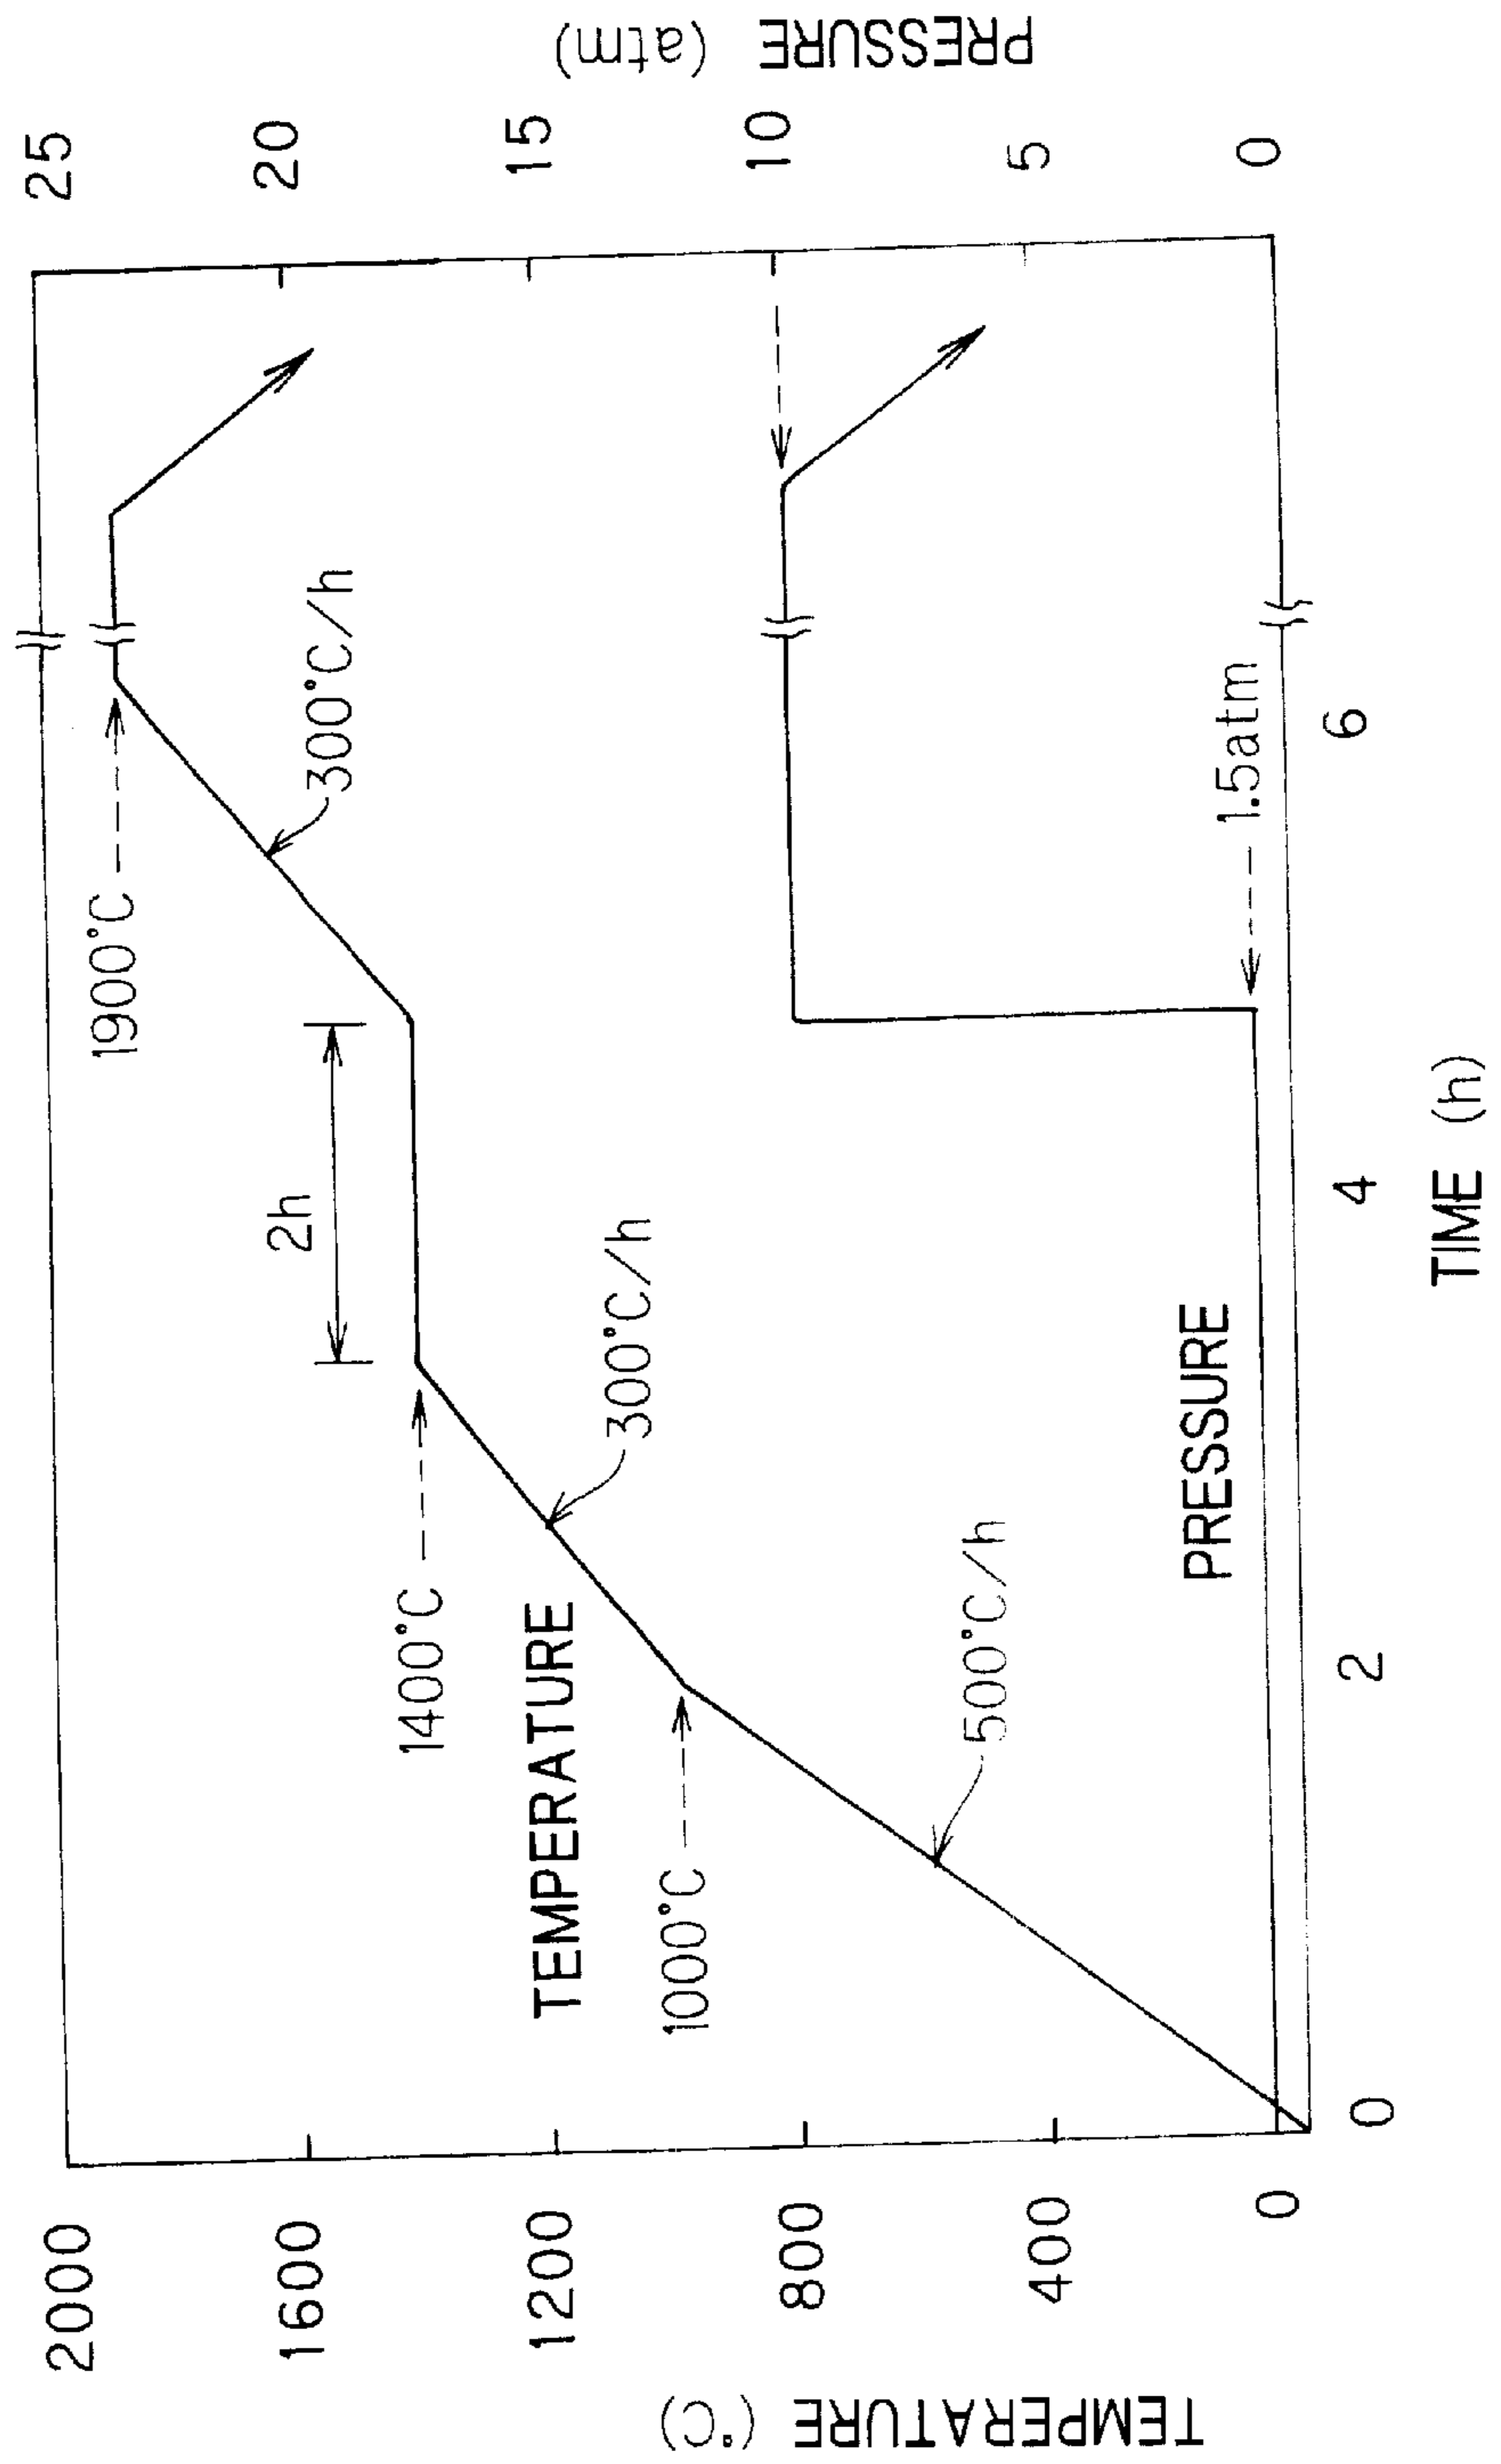 TEMPERATURE (°C)
2000
1600
1200
800
400
0
TEMPERATURE
1000°C
500°C/h
1400°C
300°C/h
2h
1900°C
300°C/h
PRESSURE
1.5atm
0
2
4
6
TIME (h)
25
20
15
10
5
0
PRESSURE (atm)